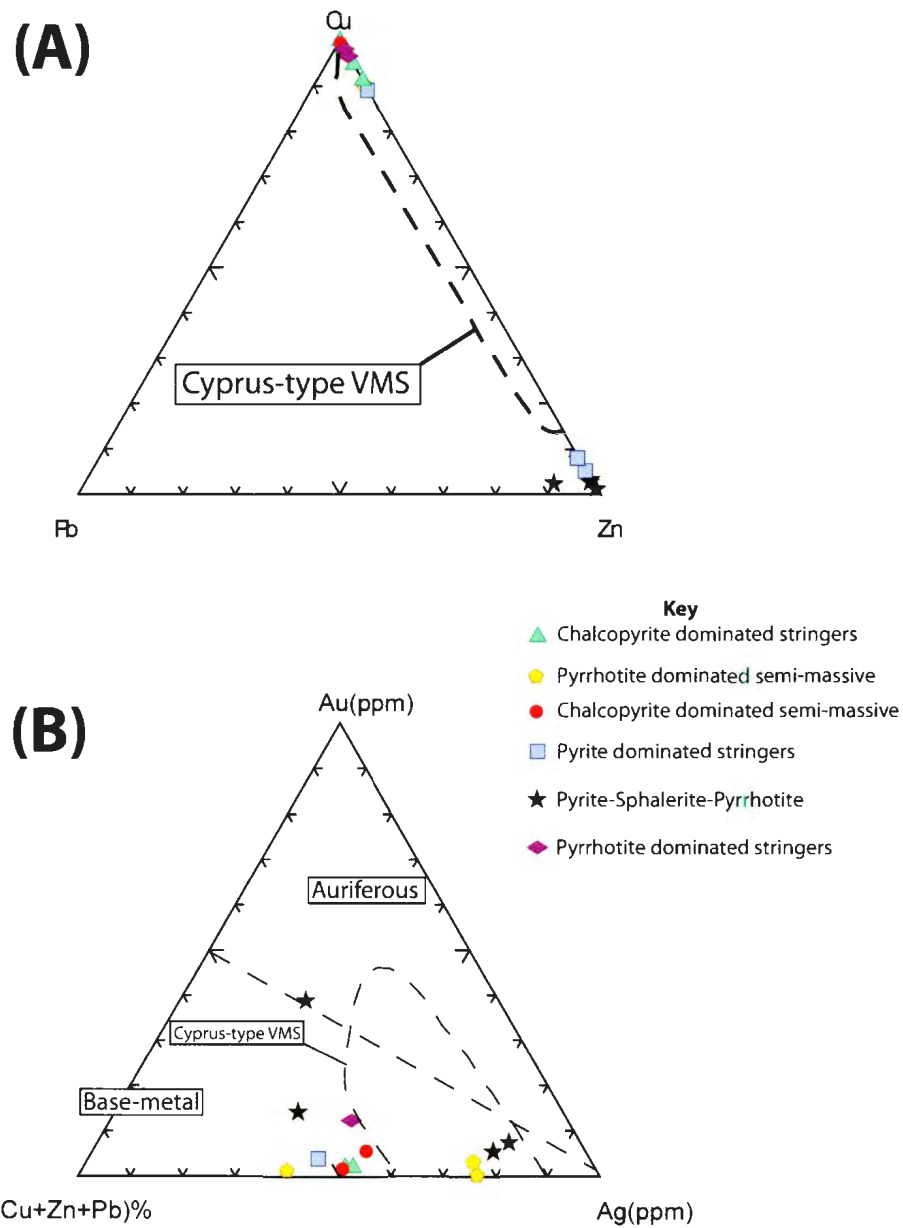 (A)
Cu
Cyprus-type VMS
Pb
Zn
Key
Chalcopyrite dominated stringers
Pyrrhotite dominated semi-massive
Chalcopyrite dominated semi-massive
Pyrite dominated stringers
Pyrite-Sphalerite-Pyrrhotite
Pyrrhotite dominated stringers
(B)
Au(ppm)
Auriferous
Cyprus-type VMS
Base-metal
Cu+Zn+Pb)%
Ag(ppm)